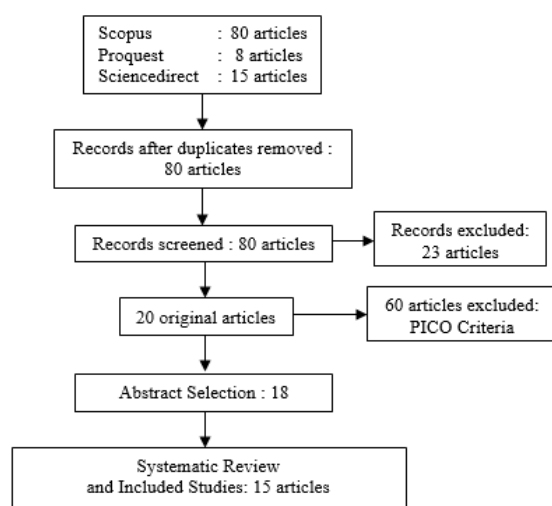 Scopus : 80 articles
Proquest : 8 articles
Sciencedirect : 15 articles
Records after duplicates removed :
80 articles
Records screened : 80 articles
Records excluded:
23 articles
20 original articles
60 articles excluded:
PICO Criteria
Abstract Selection : 18
Systematic Review
and Included Studies: 15 articles